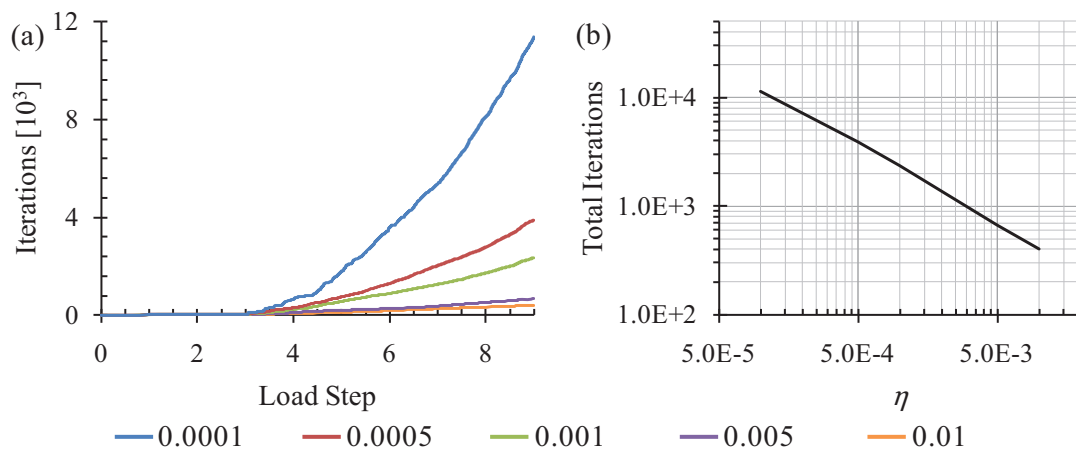 (a)
Iterations [10³]
12
8
4
0
0 2 4 6 8
Load Step
(b)
Total Iterations
1.0E+4
1.0E+3
1.0E+2
5.0E-5 5.0E-4 5.0E-3
η
0.0001 0.0005 0.001 0.005 0.01